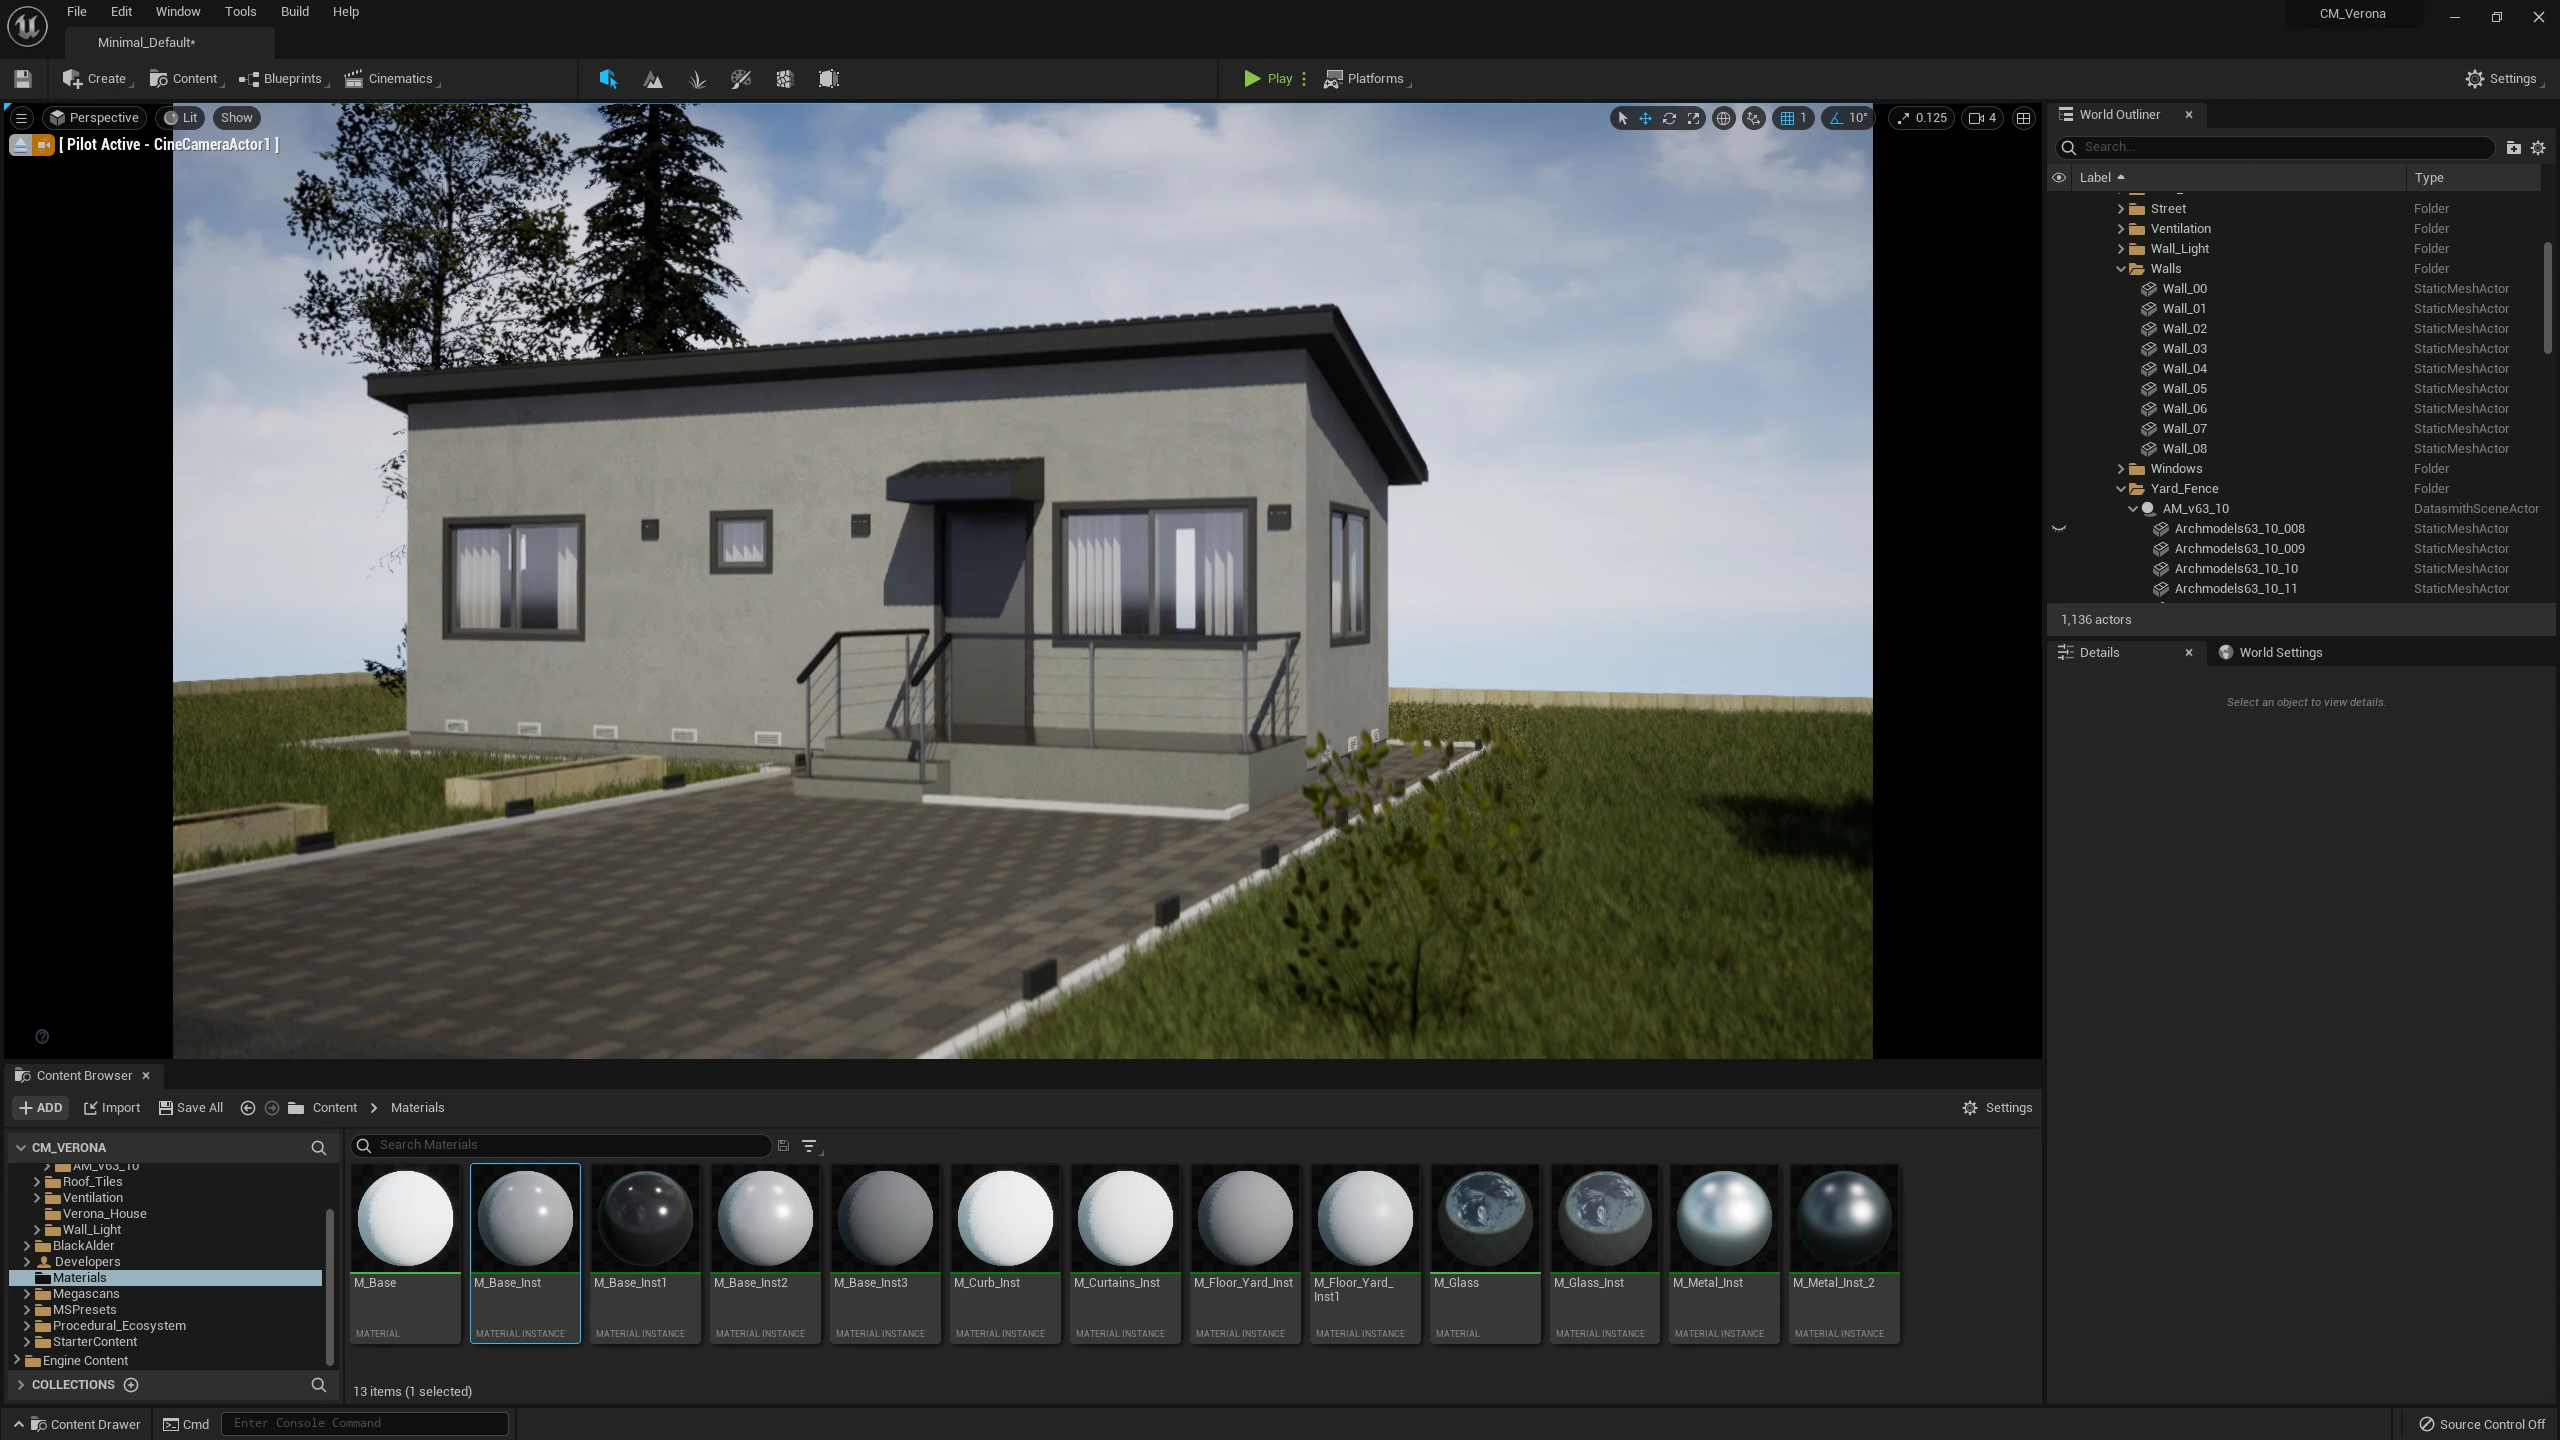 File Edit Window Tools Build Help
CM_Verona
Minimal_Default*
Create Content Blueprints Cinematics
Play Platforms
Settings
Perspective Lit Show
1 10° 0.125 4
[ Pilot Active - CineCameraActor1 ]
World Outliner
Search...
Label Type
Street Folder
Ventilation Folder
Wall_Light Folder
Walls Folder
Wall_00 StaticMeshActor
Wall_01 StaticMeshActor
Wall_02 StaticMeshActor
Wall_03 StaticMeshActor
Wall_04 StaticMeshActor
Wall_05 StaticMeshActor
Wall_06 StaticMeshActor
Wall_07 StaticMeshActor
Wall_08 StaticMeshActor
Windows Folder
Yard_Fence Folder
AM_v63_10 DatasmithSceneActor
Archmodels63_10_008 StaticMeshActor
Archmodels63_10_009 StaticMeshActor
Archmodels63_10_10 StaticMeshActor
Archmodels63_10_11 StaticMeshActor
1,136 actors
Details World Settings
Select an object to view details.
Content Browser
ADD Import Save All Content Materials
Settings
CM_VERONA
AM_v63_10
Roof_Tiles
Ventilation
Verona_House
Wall_Light
BlackAlder
Developers
Materials
Megascans
MSPresets
Procedural_Ecosystem
StarterContent
Engine Content
COLLECTIONS
Search Materials
M_Base M_Base_Inst M_Base_Inst1 M_Base_Inst2 M_Base_Inst3 M_Curb_Inst M_Curtains_Inst M_Floor_Yard_Inst M_Floor_Yard_ M_Glass M_Glass_Inst M_Metal_Inst M_Metal_Inst_2
Inst1
MATERIAL MATERIAL INSTANCE MATERIAL INSTANCE MATERIAL INSTANCE MATERIAL INSTANCE MATERIAL INSTANCE MATERIAL INSTANCE MATERIAL INSTANCE MATERIAL INSTANCE MATERIAL MATERIAL INSTANCE MATERIAL INSTANCE MATERIAL INSTANCE
13 items (1 selected)
Content Drawer Cmd Enter Console Command
Source Control Off